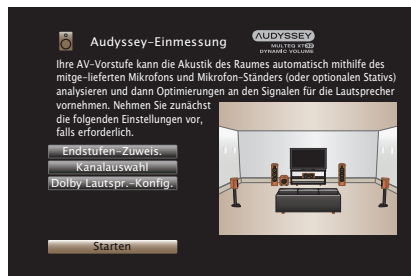 Audyssey-Einmessung
AUDYSSEY
MULTEQ XT32
DYNAMIC VOLUME
Ihre AV-Vorstufe kann die Akustik des Raumes automatisch mithilfe des
mitge-lieferten Mikrofons und Mikrofon-Ständers (oder optionalen Stativs)
analysieren und dann Optimierungen an den Signalen für die Lautsprecher
vornehmen. Nehmen Sie zunächst
die folgenden Einstellungen vor,
falls erforderlich.
Endstufen-Zuweis.
Kanalauswahl
Dolby Lautspr.-Konfig.
Starten